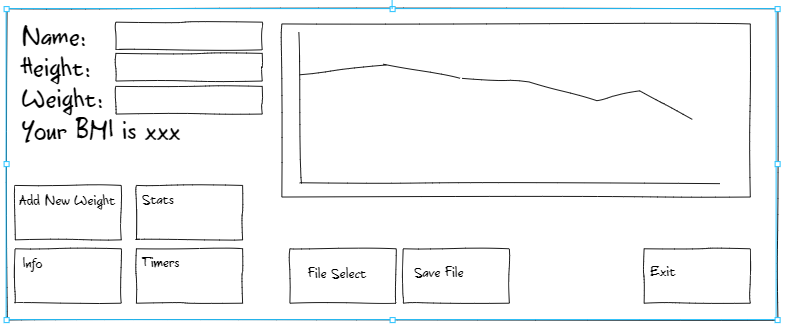 Name:
Height:
Weight:
Your BMI is xxx
Add New Weight
Stats
Info
Timers
File Select
Save File
Exit